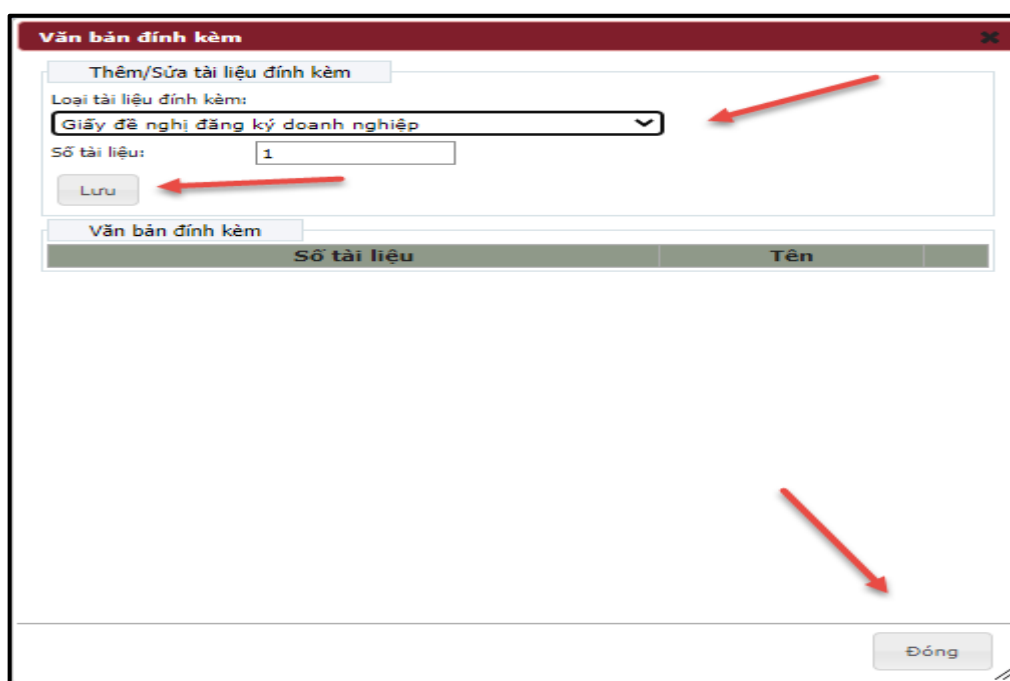 Văn bản đính kèm
Thêm/Sửa tài liệu đính kèm
Loại tài liệu đính kèm:
Giấy đề nghị đăng ký doanh nghiệp
Số tài liệu: 1
Lưu
Văn bản đính kèm
Số tài liệu Tên
Đóng